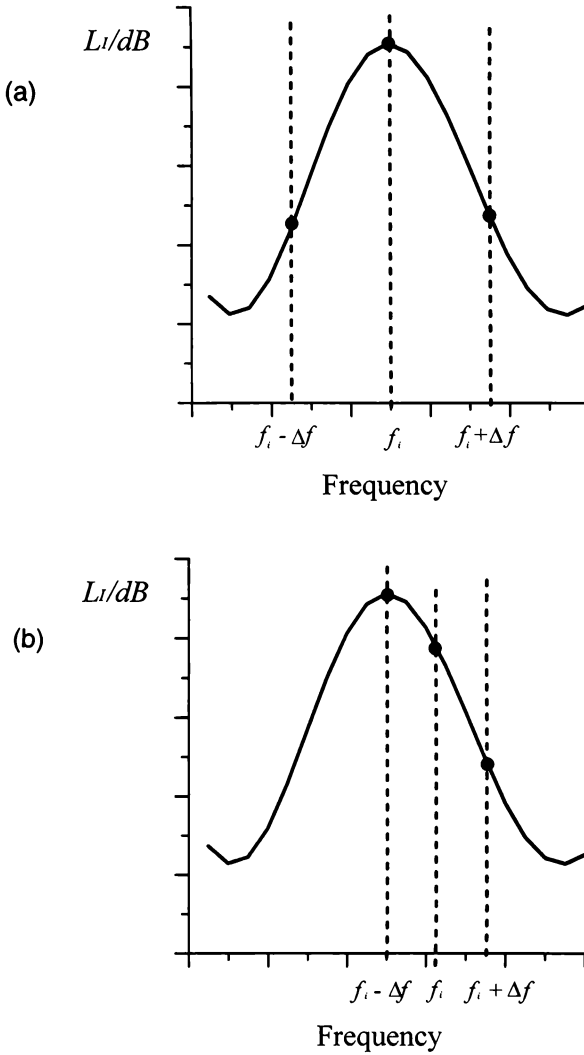 L_I/dB
(a)
f_i - Δf f_i f_i + Δf
Frequency
L_I/dB
(b)
f_i - Δf f_i f_i + Δf
Frequency